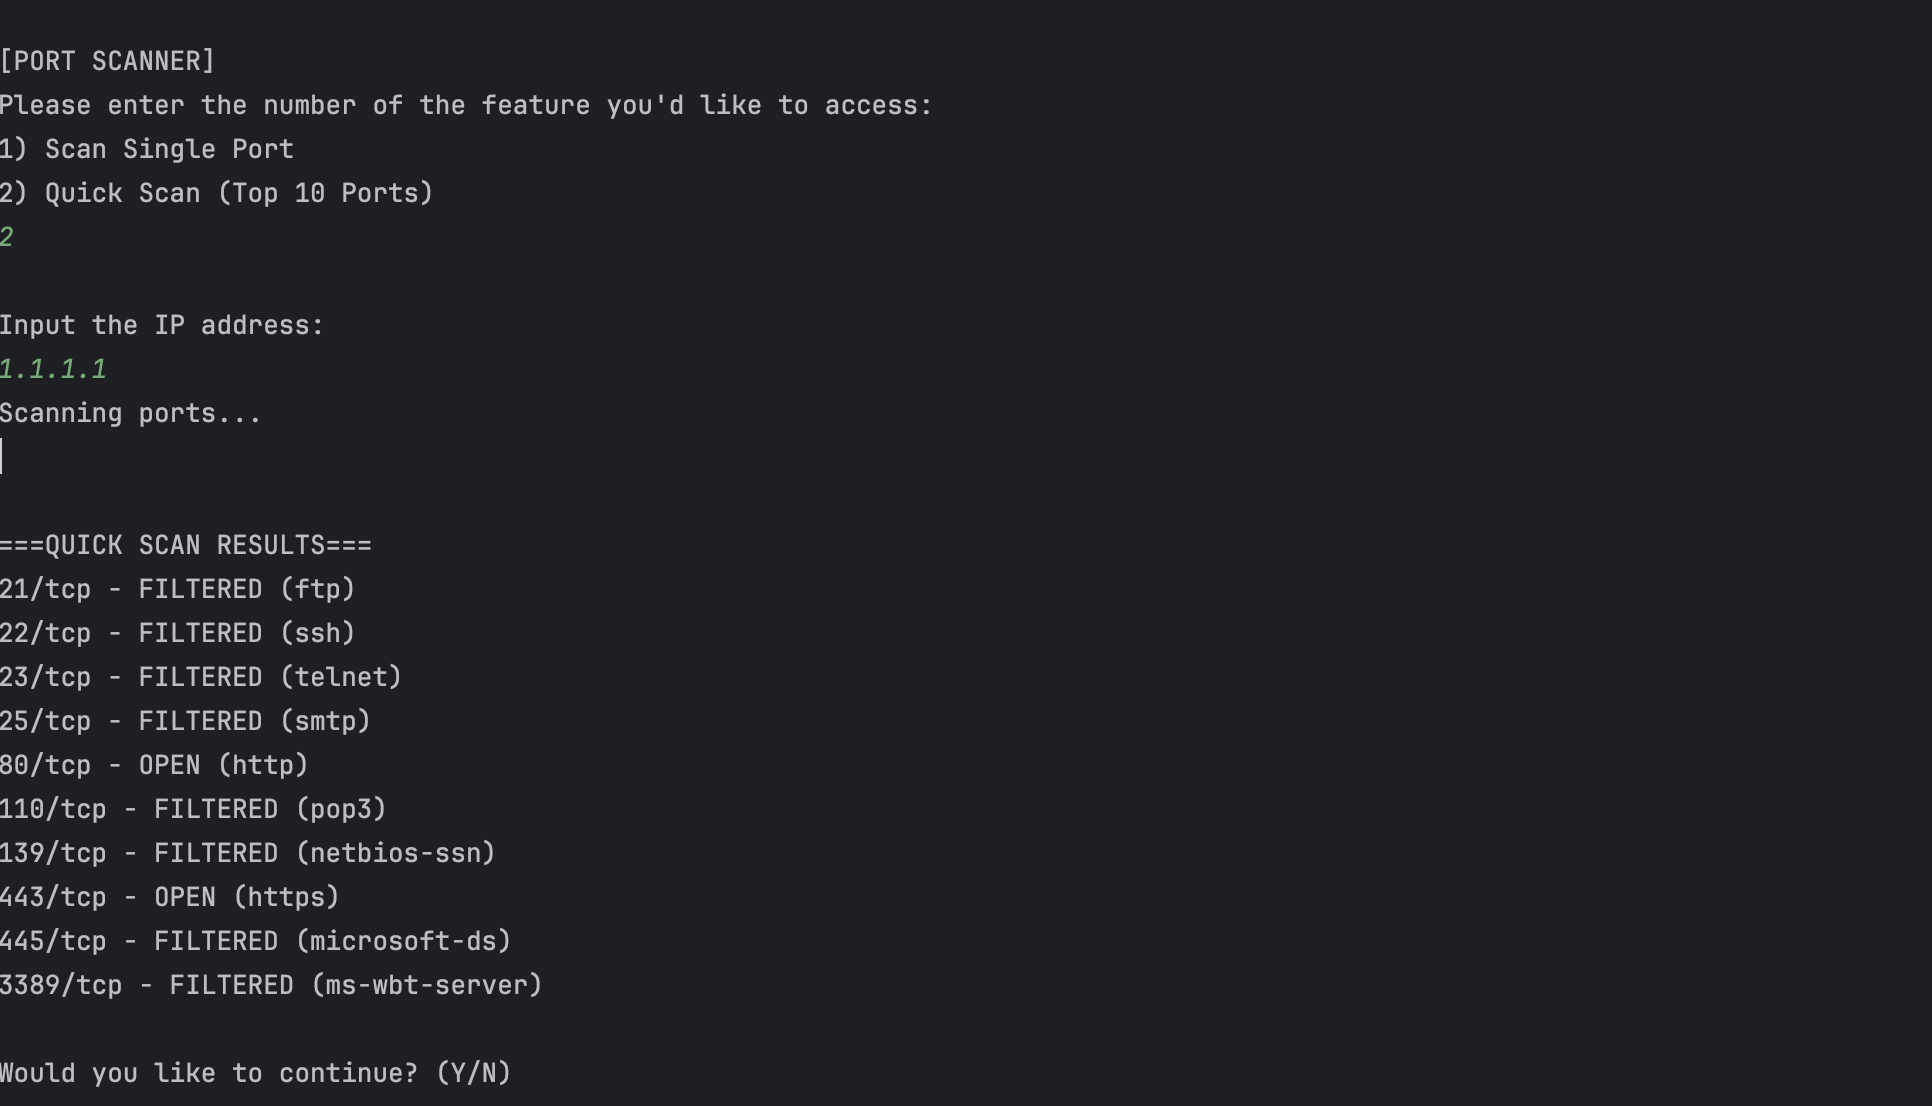 [PORT SCANNER]
Please enter the number of the feature you'd like to access:
1) Scan Single Port
2) Quick Scan (Top 10 Ports)
2
Input the IP address:
1.1.1.1
Scanning ports...
===QUICK SCAN RESULTS===
21/tcp - FILTERED (ftp)
22/tcp - FILTERED (ssh)
23/tcp - FILTERED (telnet)
25/tcp - FILTERED (smtp)
80/tcp - OPEN (http)
110/tcp - FILTERED (pop3)
139/tcp - FILTERED (netbios-ssn)
443/tcp - OPEN (https)
445/tcp - FILTERED (microsoft-ds)
3389/tcp - FILTERED (ms-wbt-server)
Would you like to continue? (Y/N)